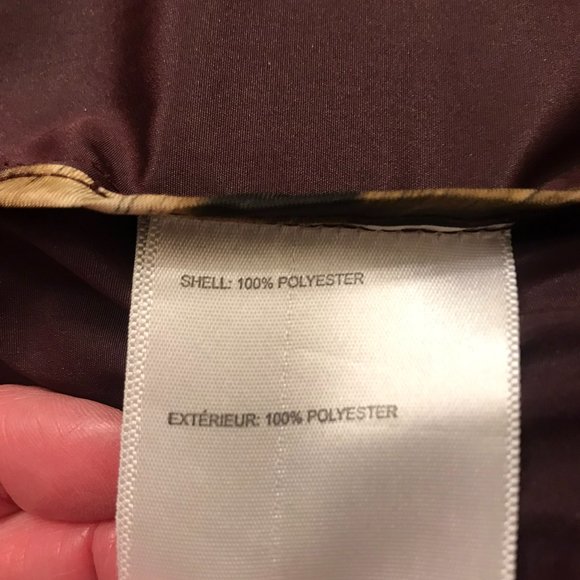 SHELL: 100% POLYESTER
EXTÉRIEUR: 100% POLYESTER